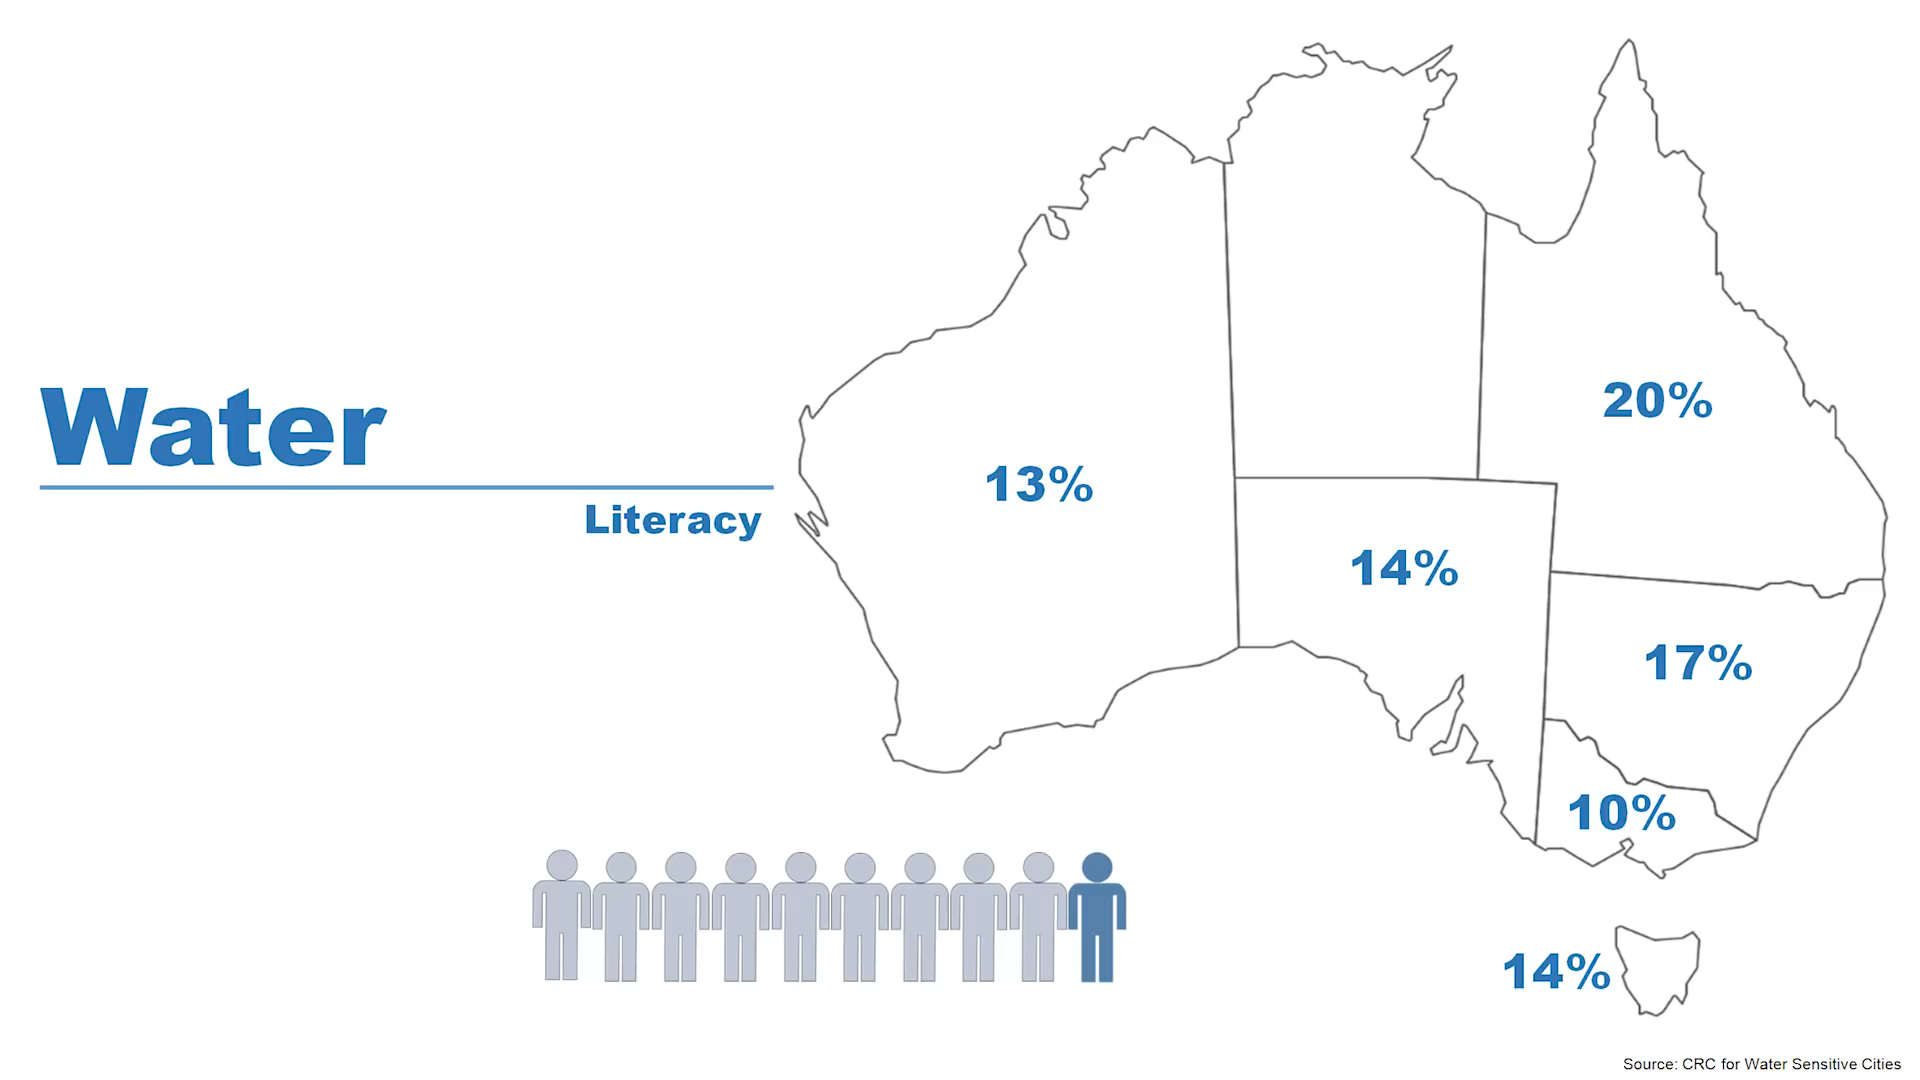 Water
Literacy
20%
13%
14%
17%
10%
14%
Source: CRC for Water Sensitive Cities